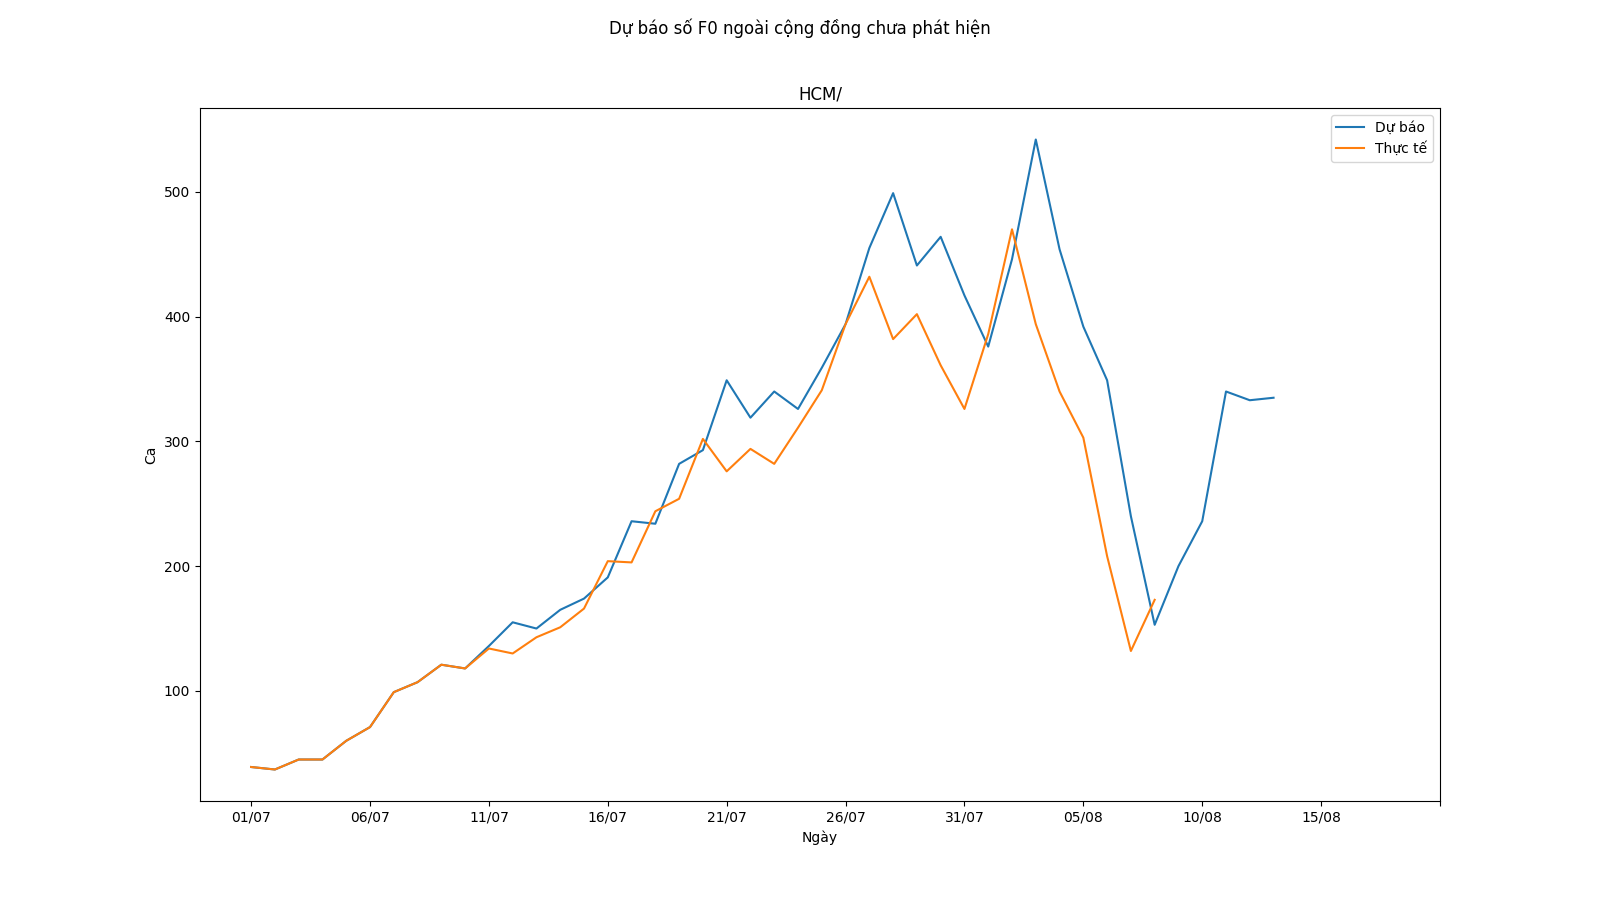 Dự báo số F0 ngoài cộng đồng chưa phát hiện
HCM/
Dự báo
Thực tế
500
400
300
200
100
Ca
01/07 06/07 11/07 16/07 21/07 26/07 31/07 05/08 10/08 15/08
Ngày